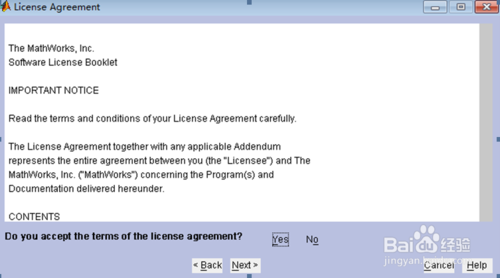 License Agreement
The MathWorks, Inc.
Software License Booklet
IMPORTANT NOTICE
Read the terms and conditions of your License Agreement carefully.
The License Agreement together with any applicable Addendum
represents the entire agreement between you (the "Licensee") and The
MathWorks, Inc. ("MathWorks") concerning the Program(s) and
Documentation delivered hereunder.
CONTENTS
Do you accept the terms of the license agreement? Yes No
< Back Next > Cancel Help
Baidu 经验
jingyan.baidu.com